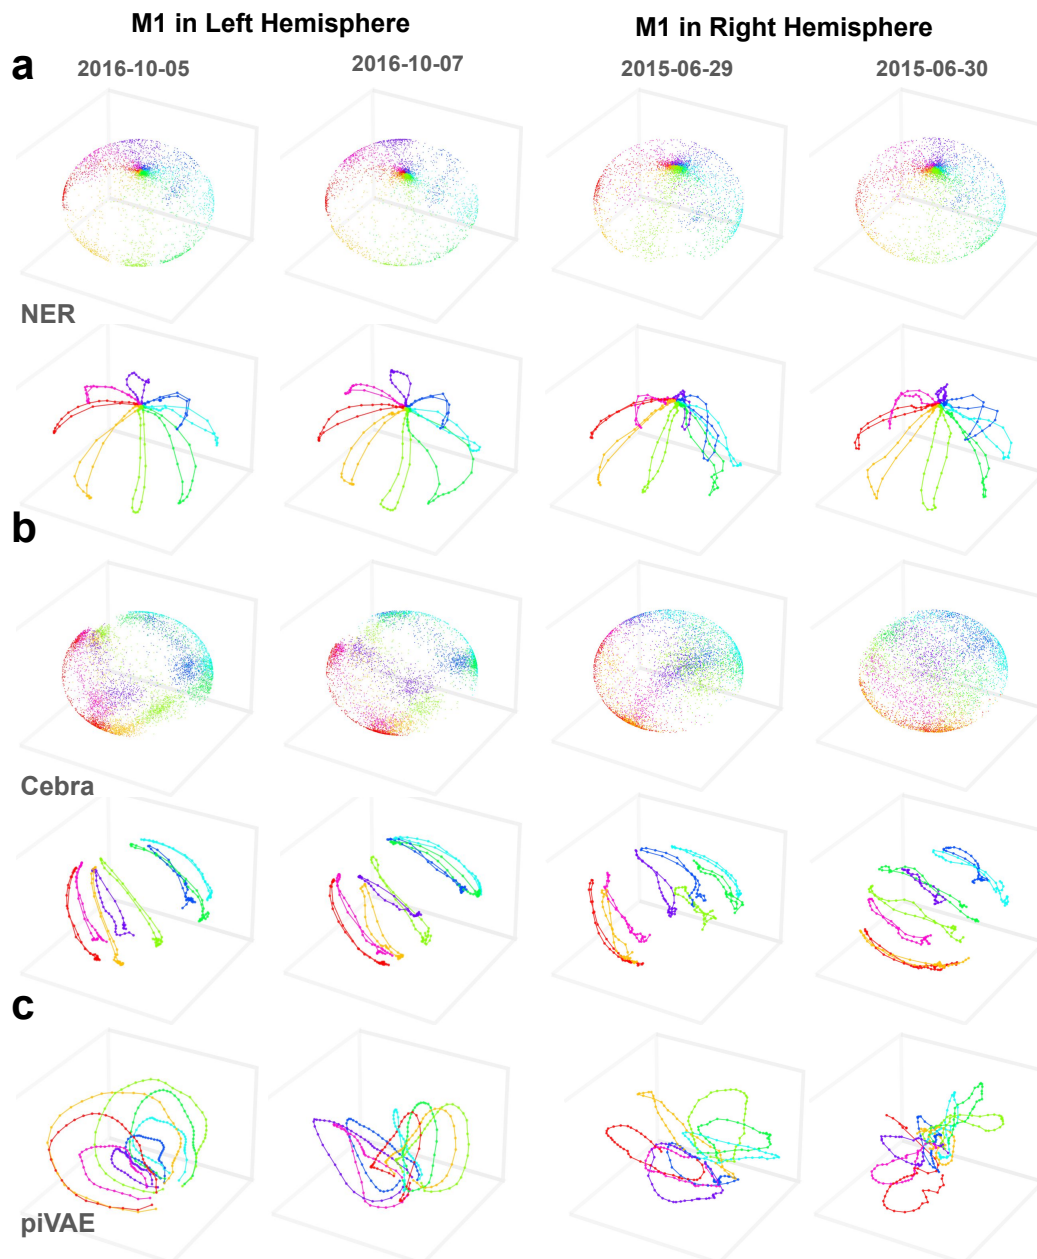 M1 in Left Hemisphere
M1 in Right Hemisphere
a
2016-10-05
2016-10-07
2015-06-29
2015-06-30
NER
b
Cebra
c
piVAE